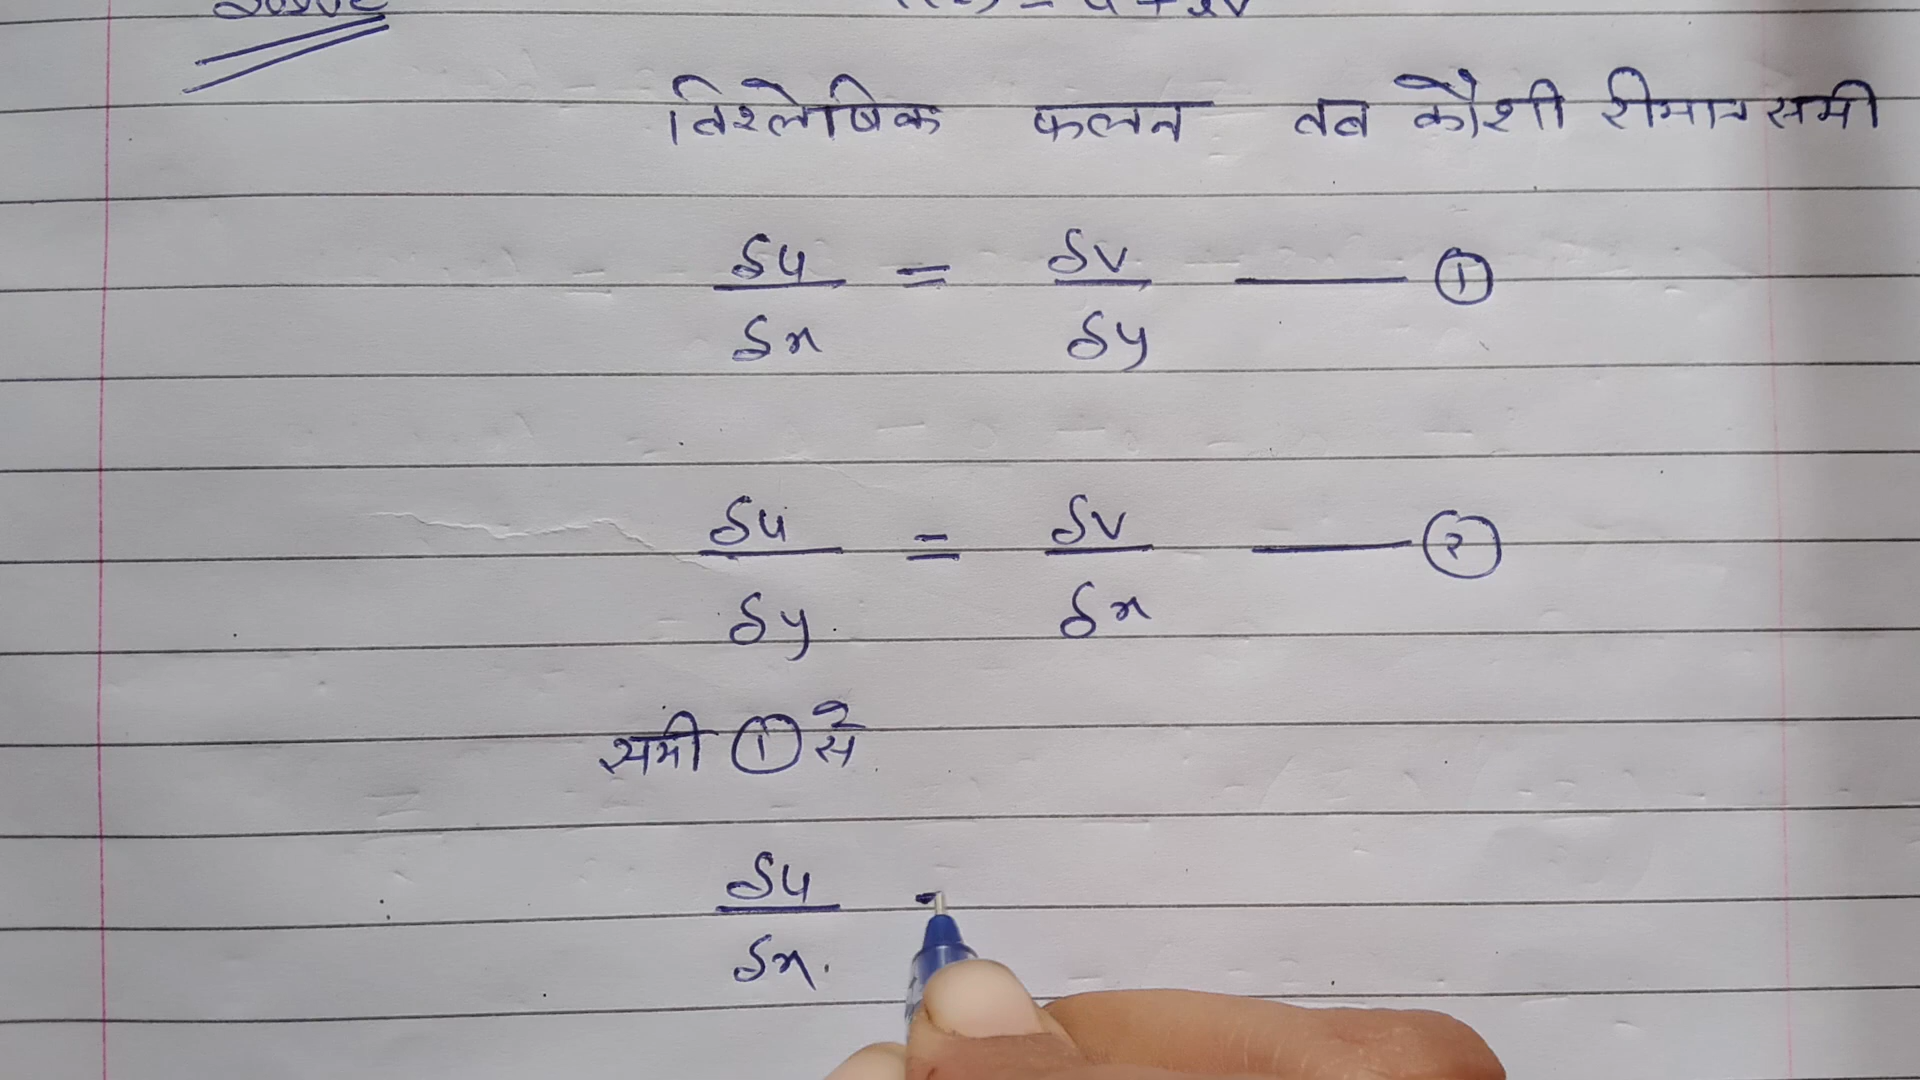 विश्लेषिक फलन तब कौशी रीमान समी
δu/δx = δv/δy —— ①
δu/δy = δv/δx —— ②
समी ① से
δu/δx